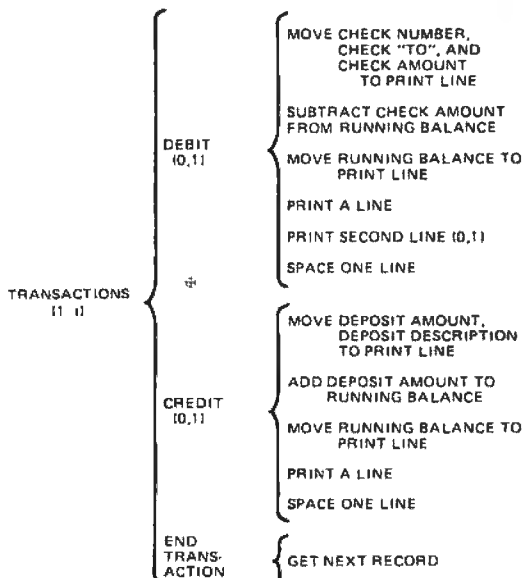 MOVE CHECK NUMBER,
CHECK "TO", AND
CHECK AMOUNT
TO PRINT LINE
SUBTRACT CHECK AMOUNT
FROM RUNNING BALANCE
DEBIT
(0,1)
MOVE RUNNING BALANCE TO
PRINT LINE
PRINT A LINE
PRINT SECOND LINE (0,1)
SPACE ONE LINE
TRANSACTIONS
⊕
MOVE DEPOSIT AMOUNT,
DEPOSIT DESCRIPTION
TO PRINT LINE
ADD DEPOSIT AMOUNT TO
RUNNING BALANCE
CREDIT
(0,1)
MOVE RUNNING BALANCE TO
PRINT LINE
PRINT A LINE
SPACE ONE LINE
END
TRANS-
ACTION
GET NEXT RECORD